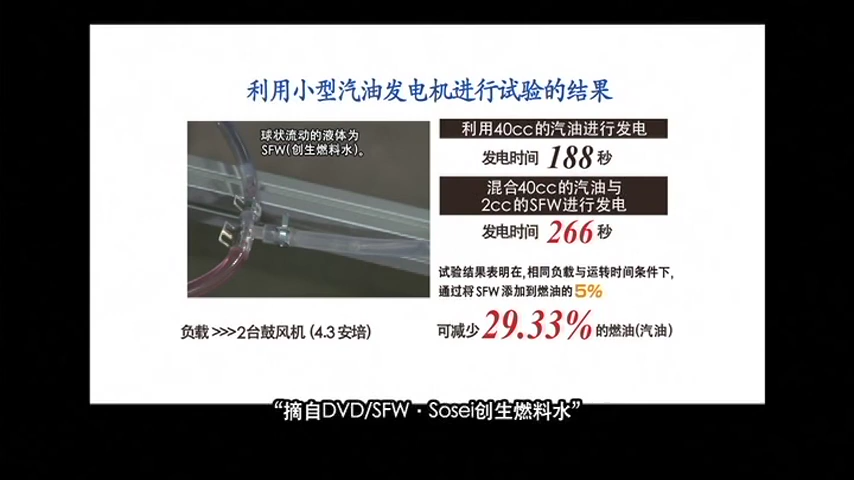 利用小型汽油发电机进行试验的结果
球状流动的液体为
SFW(创生燃料水)。
利用40cc的汽油进行发电
发电时间 188 秒
混合40cc的汽油与
2cc的SFW进行发电
发电时间 266 秒
试验结果表明在,相同负载与运转时间条件下,
通过将SFW添加到燃油的5%
可减少29.33%的燃油(汽油)
负载>>>2台鼓风机(4.3安培)
“摘自DVD/SFW·Sosei创生燃料水”